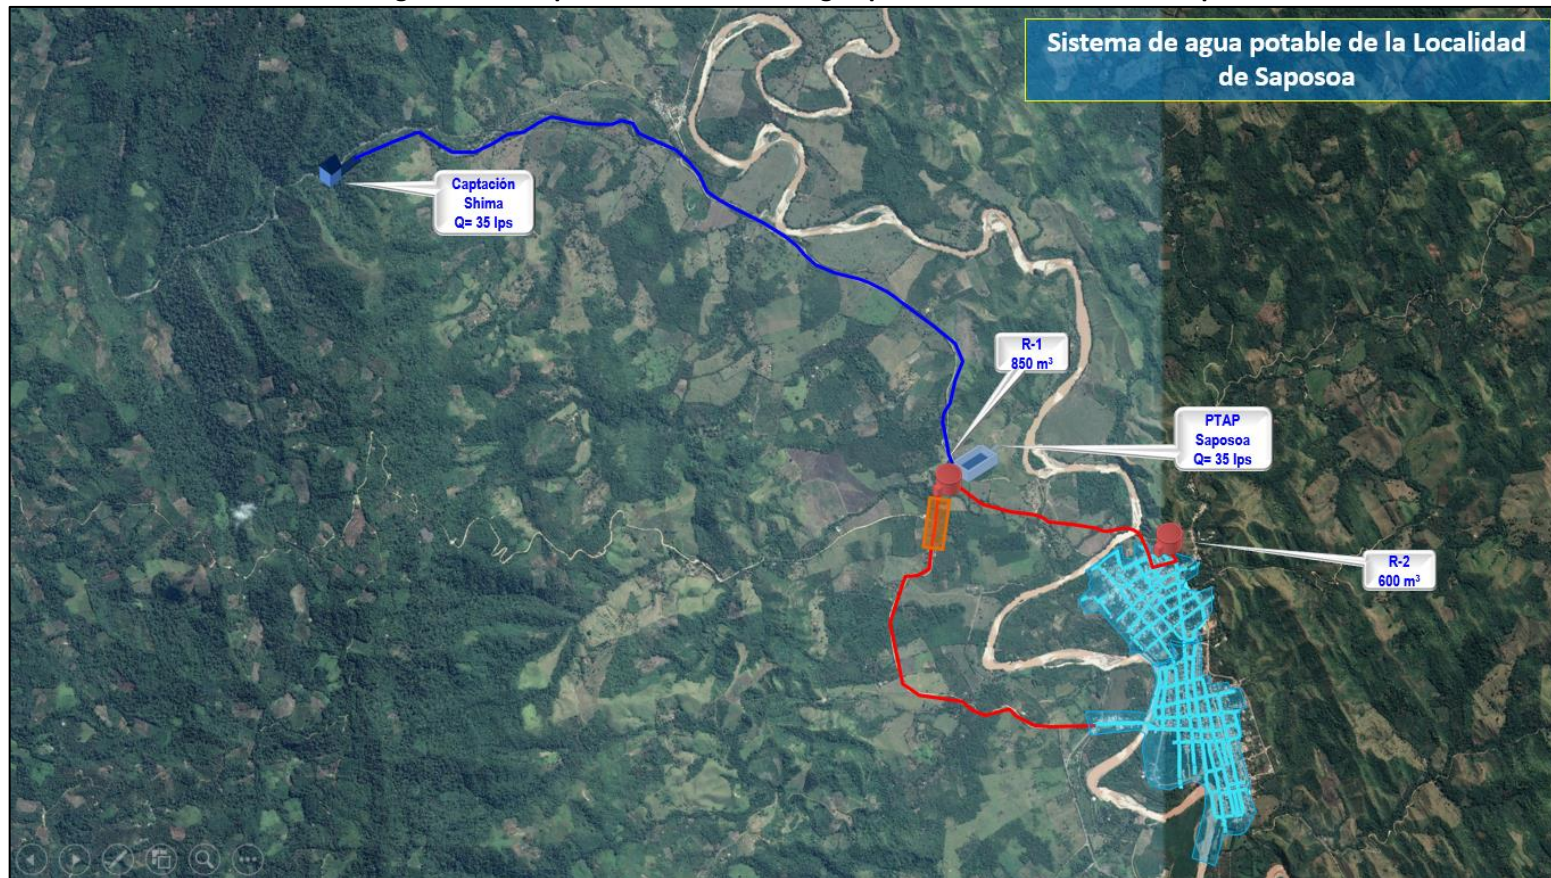 Sistema de agua potable de la Localidad
de Saposoa
Captación
Shima
Q= 35 lps
R-1
850 m³
PTAP
Saposoa
Q= 35 lps
R-2
600 m³